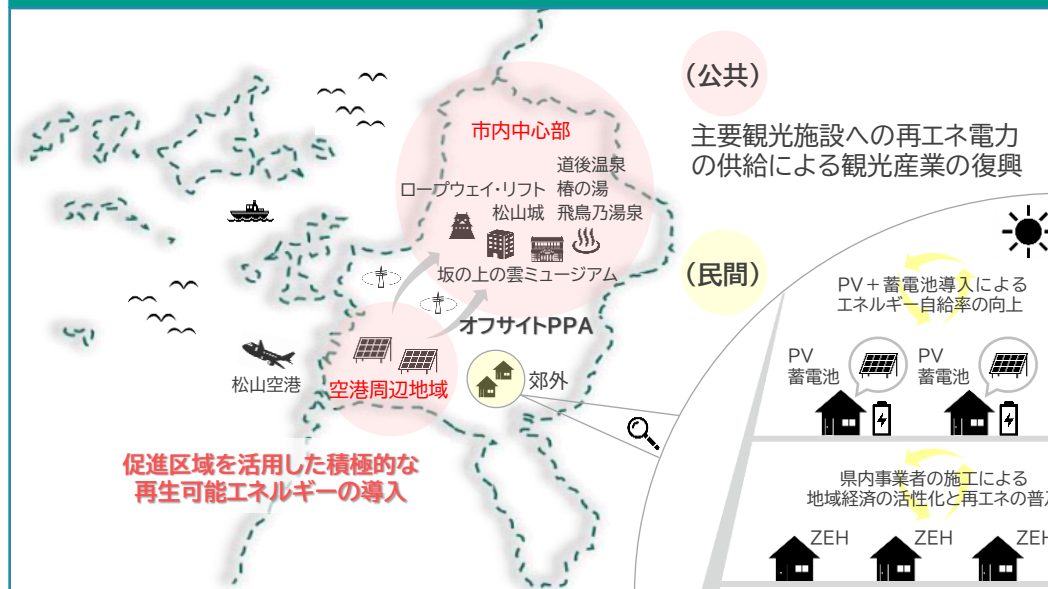 (公共)
主要観光施設への再エネ電力
の供給による観光産業の復興
市内中心部
道後温泉
ロープウェイ・リフト 椿の湯
松山城 飛鳥乃湯泉
坂の上の雲ミュージアム
オフサイトPPA
松山空港
空港周辺地域
郊外
促進区域を活用した積極的な
再生可能エネルギーの導入
(民間)
PV+蓄電池導入による
エネルギー自給率の向上
PV
蓄電池
PV
蓄電池
県内事業者の施工による
地域経済の活性化と再エネの普
ZEH
ZEH
ZEH